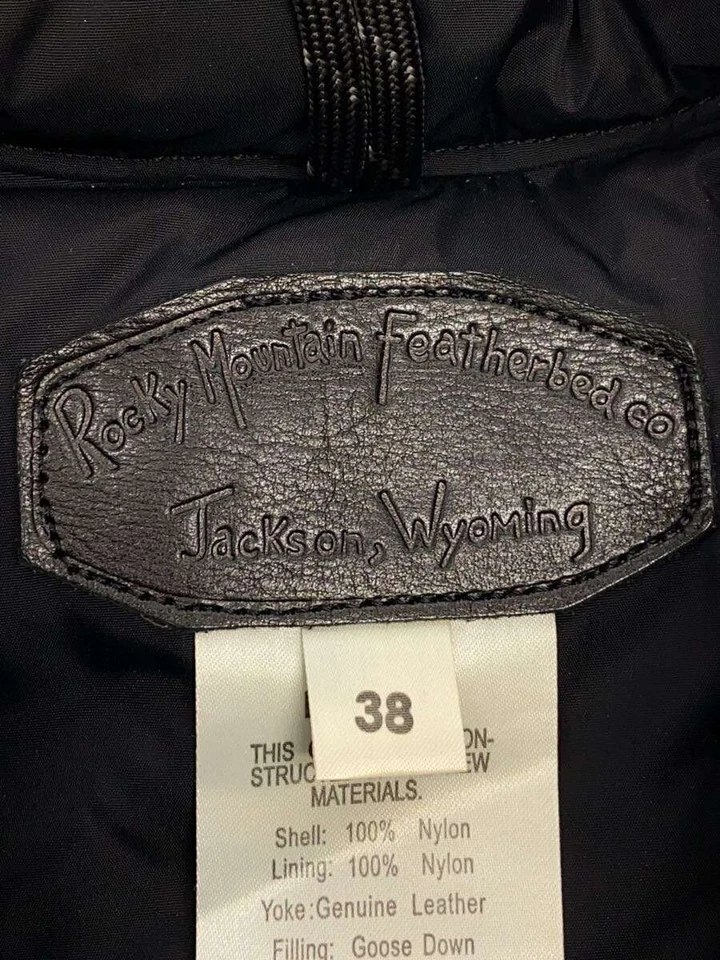 Rocky Mountain Featherbed co
Jackson, Wyoming
38
THIS
MATERIALS.
Shell: 100% Nylon
Lining: 100% Nylon
Yoke:Genuine Leather
Filling: Goose Down